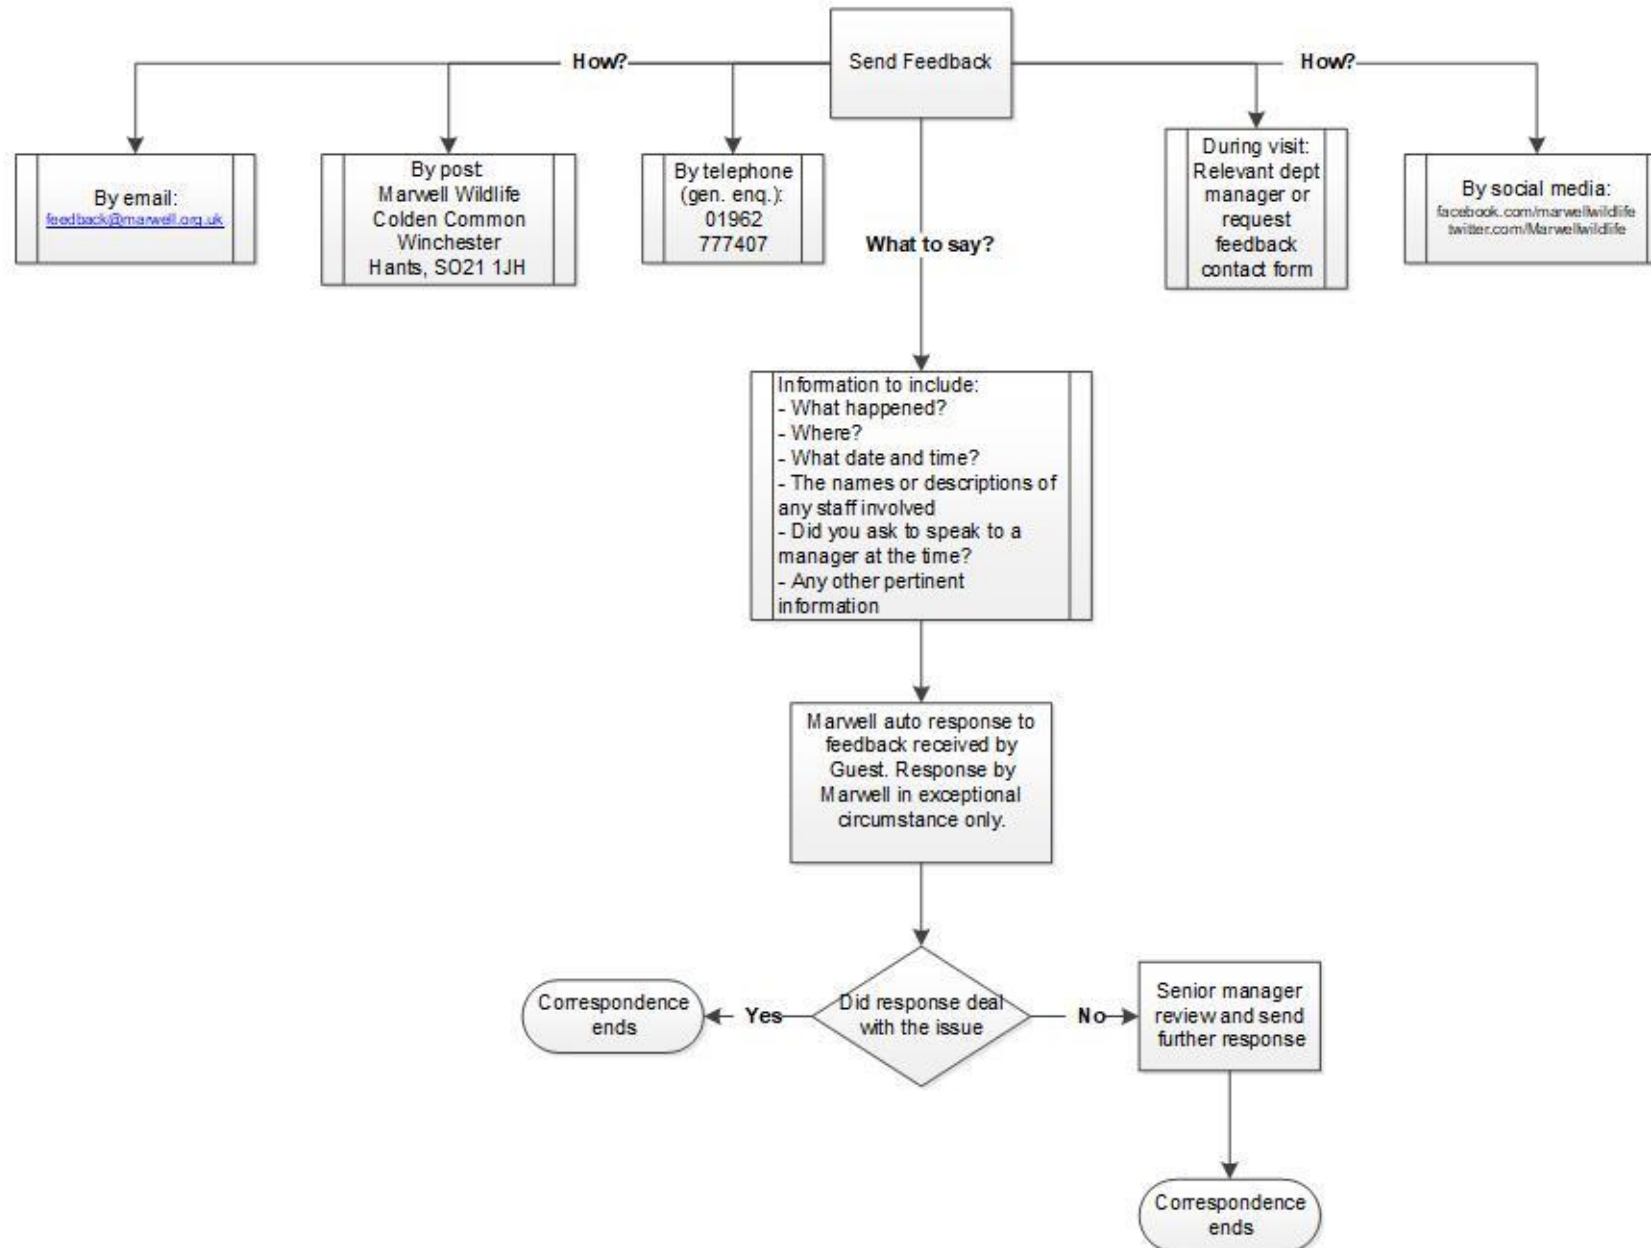 Send Feedback
How?
How?
By email:
feedback@marwell.org.uk
By post:
Marwell Wildlife
Colden Common
Winchester
Hants, SO21 1JH
By telephone
(gen. enq.):
01962
777407
During visit:
Relevant dept
manager or
request
feedback
contact form
By social media:
facebook.com/marwellwildlife
twitter.com/Marwellwildlife
What to say?
Information to include:
- What happened?
- Where?
- What date and time?
- The names or descriptions of
any staff involved
- Did you ask to speak to a
manager at the time?
- Any other pertinent
information
Marwell auto response to
feedback received by
Guest. Response by
Marwell in exceptional
circumstance only.
Did response deal
with the issue
Yes
Correspondence
ends
No
Senior manager
review and send
further response
Correspondence
ends